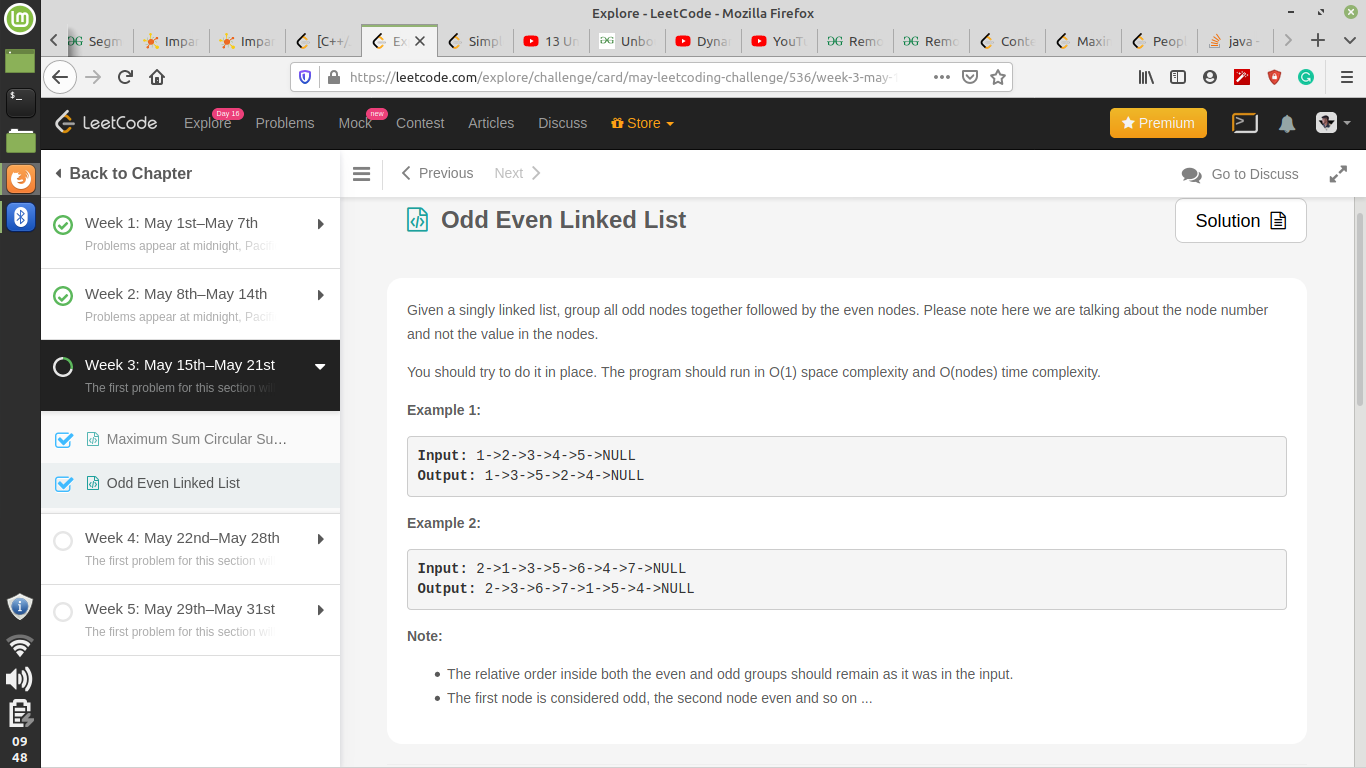 Explore - LeetCode - Mozilla Firefox
Segm
Impa
Impa
[C++/
Ex
Simpl
13 Un
Unbo
Dyna
YouT
Remo
Remo
Conte
Maxin
Peopl
java -
https://leetcode.com/explore/challenge/card/may-leetcoding-challenge/536/week-3-may-1
LeetCode
Explore
Day 16
Problems
Mock
new
Contest
Articles
Discuss
Store
Premium
Back to Chapter
Previous
Next
Go to Discuss
Week 1: May 1st–May 7th
Problems appear at midnight, Pacifi
Week 2: May 8th–May 14th
Problems appear at midnight, Pacifi
Week 3: May 15th–May 21st
The first problem for this section will
Maximum Sum Circular Su...
Odd Even Linked List
Week 4: May 22nd–May 28th
The first problem for this section wil
Week 5: May 29th–May 31st
The first problem for this section wil
09
48
Odd Even Linked List
Solution
Given a singly linked list, group all odd nodes together followed by the even nodes. Please note here we are talking about the node number
and not the value in the nodes.
You should try to do it in place. The program should run in O(1) space complexity and O(nodes) time complexity.
Example 1:
Input: 1->2->3->4->5->NULL
Output: 1->3->5->2->4->NULL
Example 2:
Input: 2->1->3->5->6->4->7->NULL
Output: 2->3->6->7->1->5->4->NULL
Note:
The relative order inside both the even and odd groups should remain as it was in the input.
The first node is considered odd, the second node even and so on ...